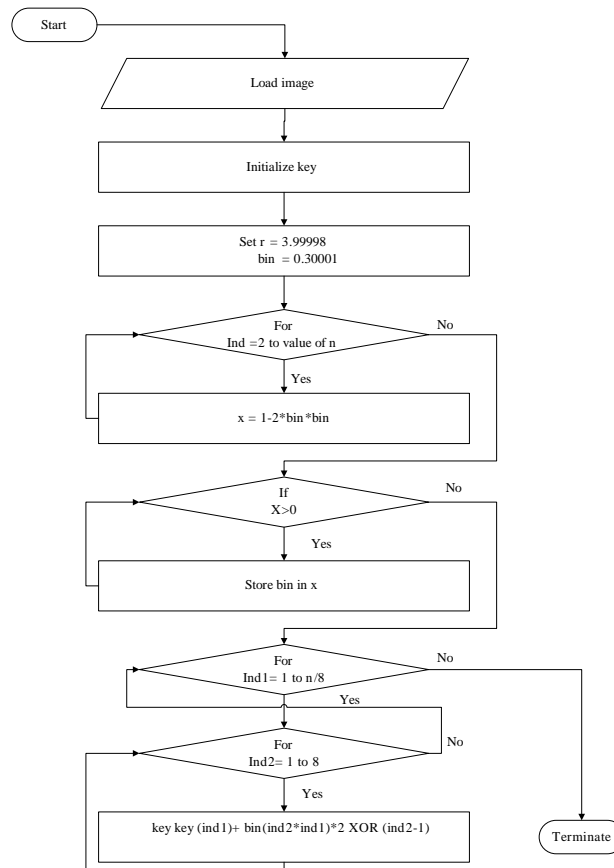 Start
Load image
Initialize key
Set r = 3.99998
bin = 0.30001
For
Ind =2 to value of n
No
Yes
x = 1-2*bin*bin
If
X>0
No
Yes
Store bin in x
For
Ind1= 1 to n/8
No
Yes
For
Ind2= 1 to 8
No
Yes
key key (ind1)+ bin(ind2*ind1)*2 XOR (ind2-1)
Terminate